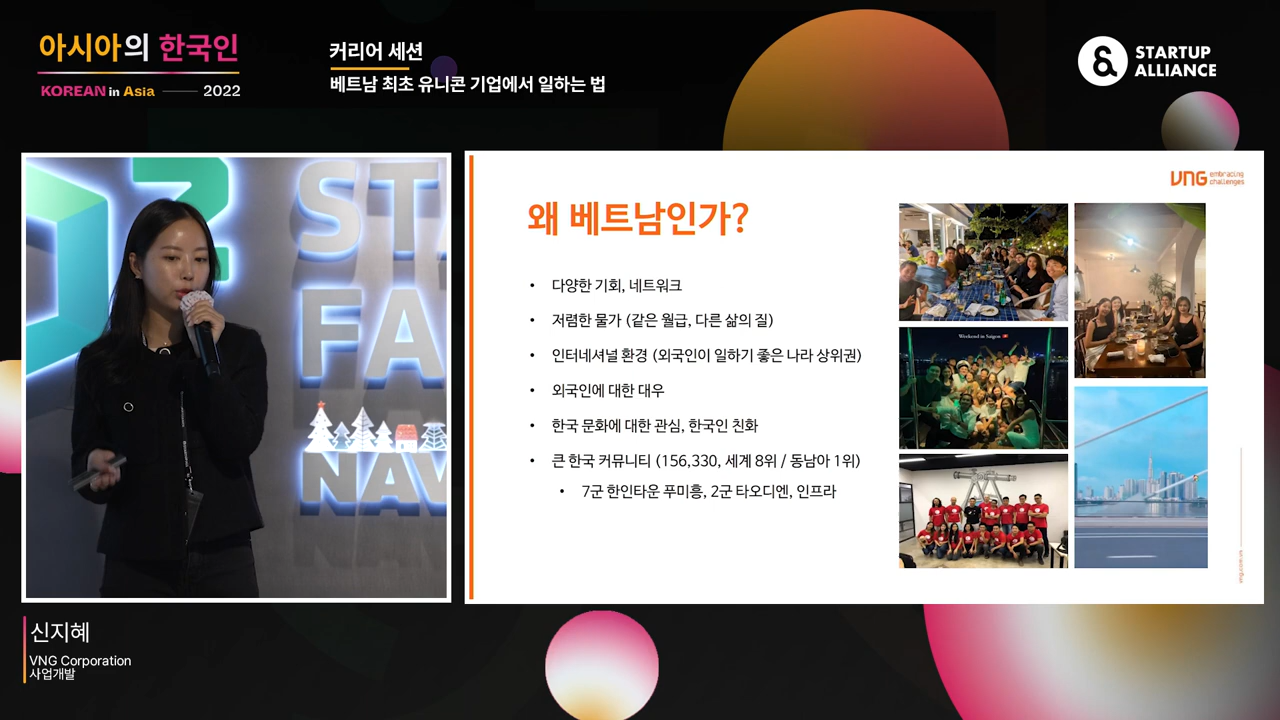 아시아의 한국인
KOREAN in Asia 2022
커리어 세션
베트남 최초 유니콘 기업에서 일하는 법
STARTUP
ALLIANCE
VNG embracing
challenges
왜 베트남인가?
• 다양한 기회, 네트워크
• 저렴한 물가 (같은 월급, 다른 삶의 질)
• 인터네셔널 환경 (외국인이 일하기 좋은 나라 상위권)
• 외국인에 대한 대우
• 한국 문화에 대한 관심, 한국인 친화
• 큰 한국 커뮤니티 (156,330, 세계 8위 / 동남아 1위)
• 7군 한인타운 푸미흥, 2군 타오디엔, 인프라
Weekend in Saigon
ST
FA
NAV
신지혜
VNG Corporation
사업개발